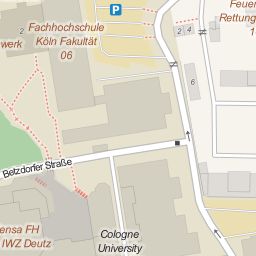 P
Fachhochschule
Köln Fakultät
06
2
2 4
Feuer
Rettung
1
6
werk
Betzdorfer Straße
ensa FH
IWZ Deutz
Cologne
University